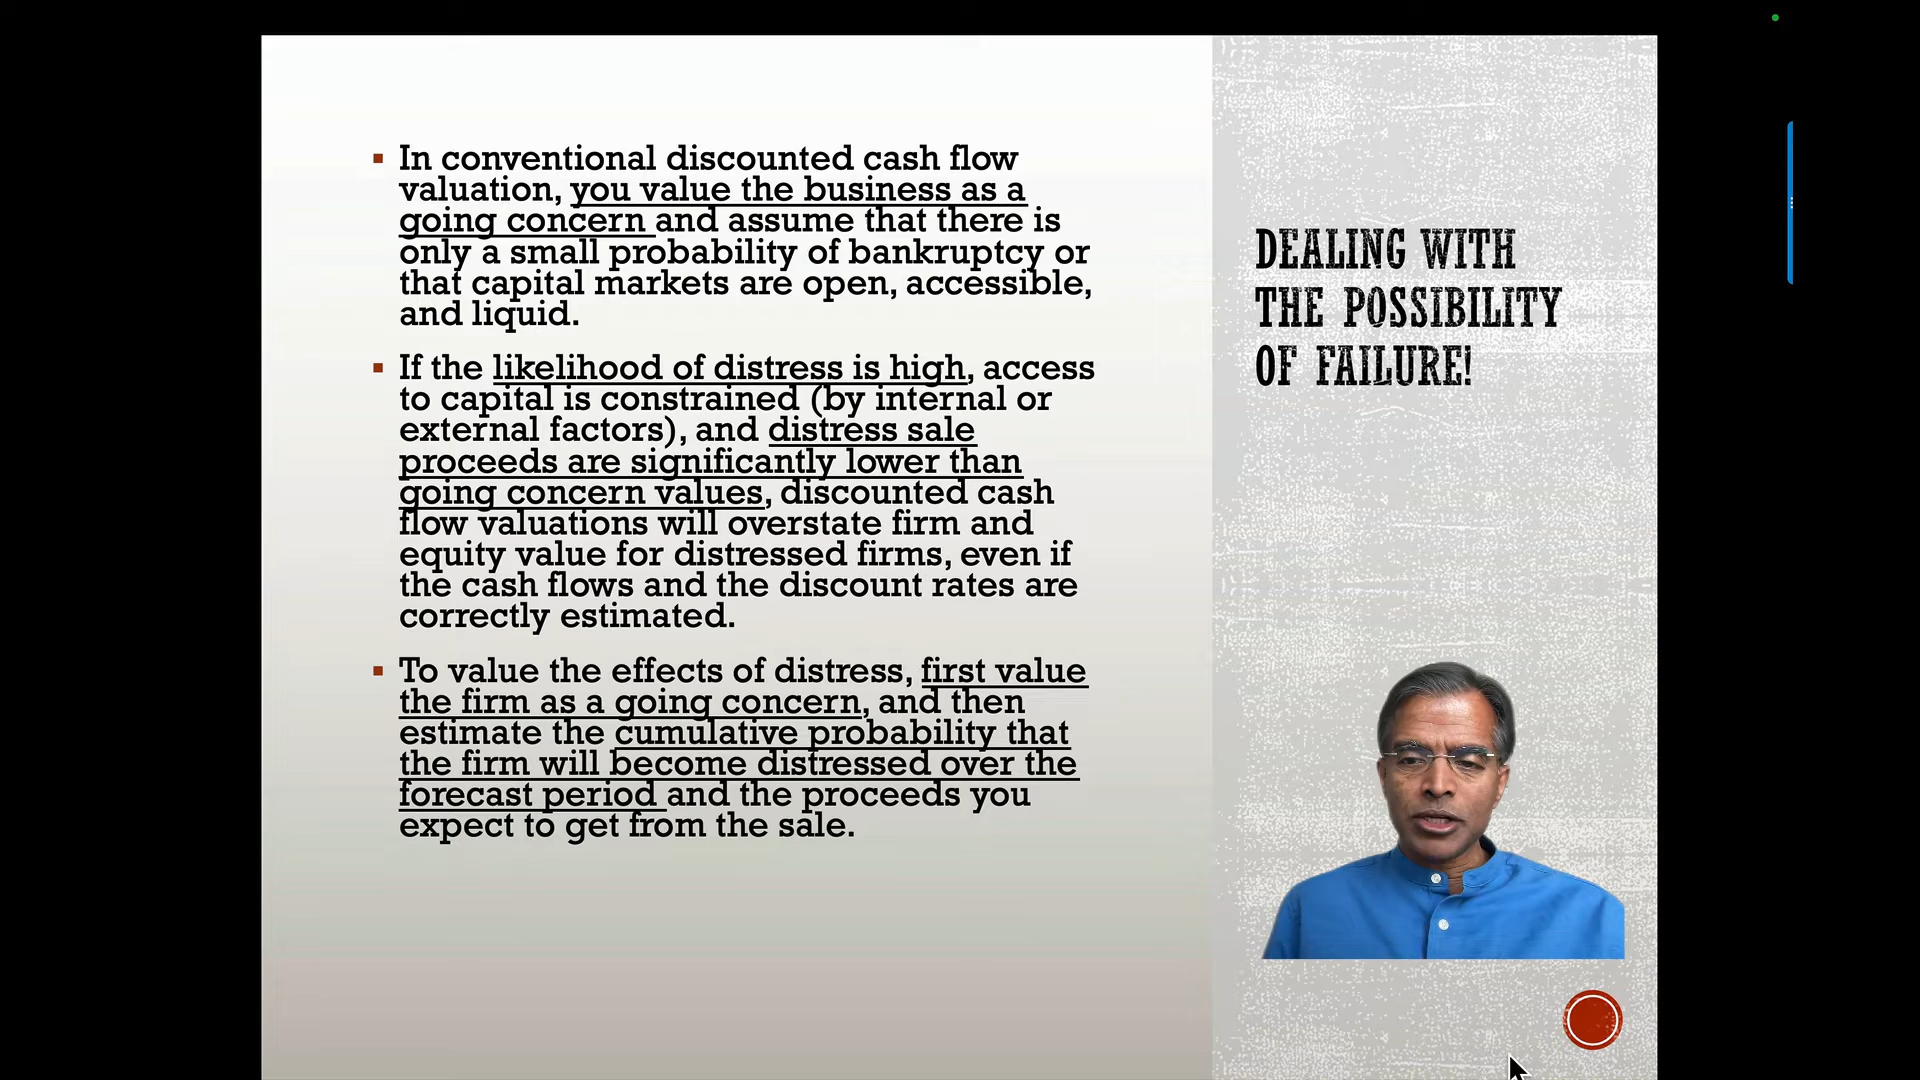 In conventional discounted cash flow
valuation, you value the business as a
going concern and assume that there is
only a small probability of bankruptcy or
that capital markets are open, accessible,
and liquid.
If the likelihood of distress is high, access
to capital is constrained (by internal or
external factors), and distress sale
proceeds are significantly lower than
going concern values, discounted cash
flow valuations will overstate firm and
equity value for distressed firms, even if
the cash flows and the discount rates are
correctly estimated.
To value the effects of distress, first value
the firm as a going concern, and then
estimate the cumulative probability that
the firm will become distressed over the
forecast period and the proceeds you
expect to get from the sale.
DEALING WITH
THE POSSIBILITY
OF FAILURE!